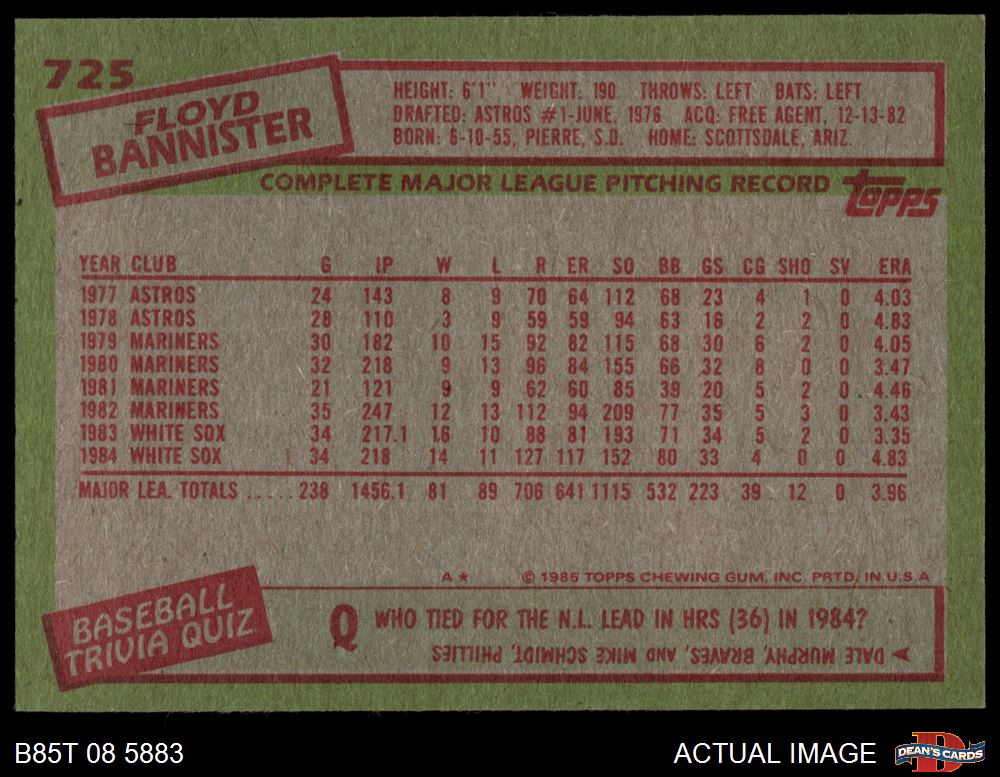 725
FLOYD
BANNISTER
HEIGHT: 6'1" WEIGHT: 190 THROWS: LEFT BATS: LEFT
DRAFTED: ASTROS #1-JUNE, 1976 ACQ: FREE AGENT, 12-13-82
BORN: 6-10-55, PIERRE, S.D. HOME: SCOTTSDALE, ARIZ.
COMPLETE MAJOR LEAGUE PITCHING RECORD
TOPPS
YEAR CLUB G IP W L R ER SO BB GS CG SHO SV ERA
1977 ASTROS 24 143 8 9 70 64 112 68 23 4 1 0 4.03
1978 ASTROS 28 110 3 9 59 59 94 63 16 2 2 0 4.83
1979 MARINERS 30 182 10 15 92 82 115 68 30 6 2 0 4.05
1980 MARINERS 32 218 9 13 96 84 155 66 32 8 0 0 3.47
1981 MARINERS 21 121 9 9 62 60 85 39 20 5 2 0 4.46
1982 MARINERS 35 247 12 13 112 94 209 77 35 5 3 0 3.43
1983 WHITE SOX 34 217.1 16 10 88 81 193 71 34 5 2 0 3.35
1984 WHITE SOX 34 218 14 11 127 117 152 80 33 4 0 0 4.83
MAJOR LEA. TOTALS ..... 238 1456.1 81 89 706 641 1115 532 223 39 12 0 3.96
A★ © 1985 TOPPS CHEWING GUM, INC. PRTD. IN U.S.A
BASEBALL
TRIVIA QUIZ
Q WHO TIED FOR THE N.L. LEAD IN HRS (36) IN 1984?
A DALE MURPHY, BRAVES, AND MIKE SCHMIDT, PHILLIES
B85T 08 5883
ACTUAL IMAGE
DEAN'S CARDS